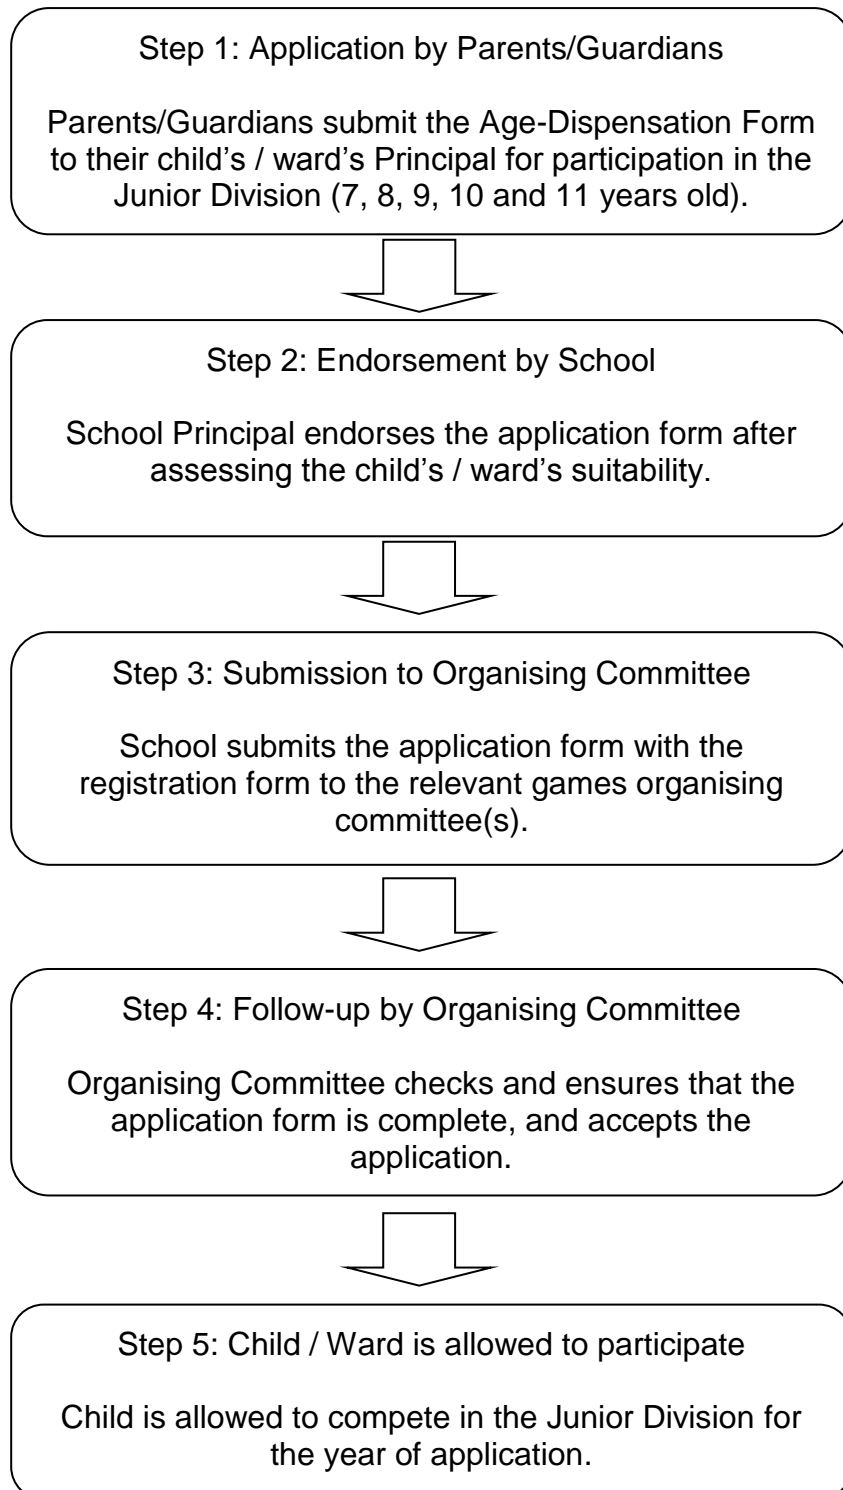 Step 1: Application by Parents/Guardians
Parents/Guardians submit the Age-Dispensation Form
to their child’s / ward’s Principal for participation in the
Junior Division (7, 8, 9, 10 and 11 years old).
Step 2: Endorsement by School
School Principal endorses the application form after
assessing the child’s / ward’s suitability.
Step 3: Submission to Organising Committee
School submits the application form with the
registration form to the relevant games organising
committee(s).
Step 4: Follow-up by Organising Committee
Organising Committee checks and ensures that the
application form is complete, and accepts the
application.
Step 5: Child / Ward is allowed to participate
Child is allowed to compete in the Junior Division for
the year of application.